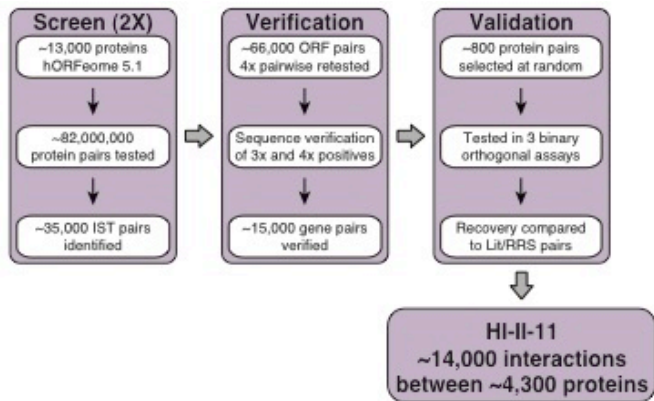 Screen (2X)
~13,000 proteins
hORFeome 5.1
~82,000,000
protein pairs tested
~35,000 IST pairs
identified
Verification
~66,000 ORF pairs
4x pairwise retested
Sequence verification
of 3x and 4x positives
~15,000 gene pairs
verified
Validation
~800 protein pairs
selected at random
Tested in 3 binary
orthogonal assays
Recovery compared
to Lit/RRS pairs
HI-II-11
~14,000 interactions
between ~4,300 proteins